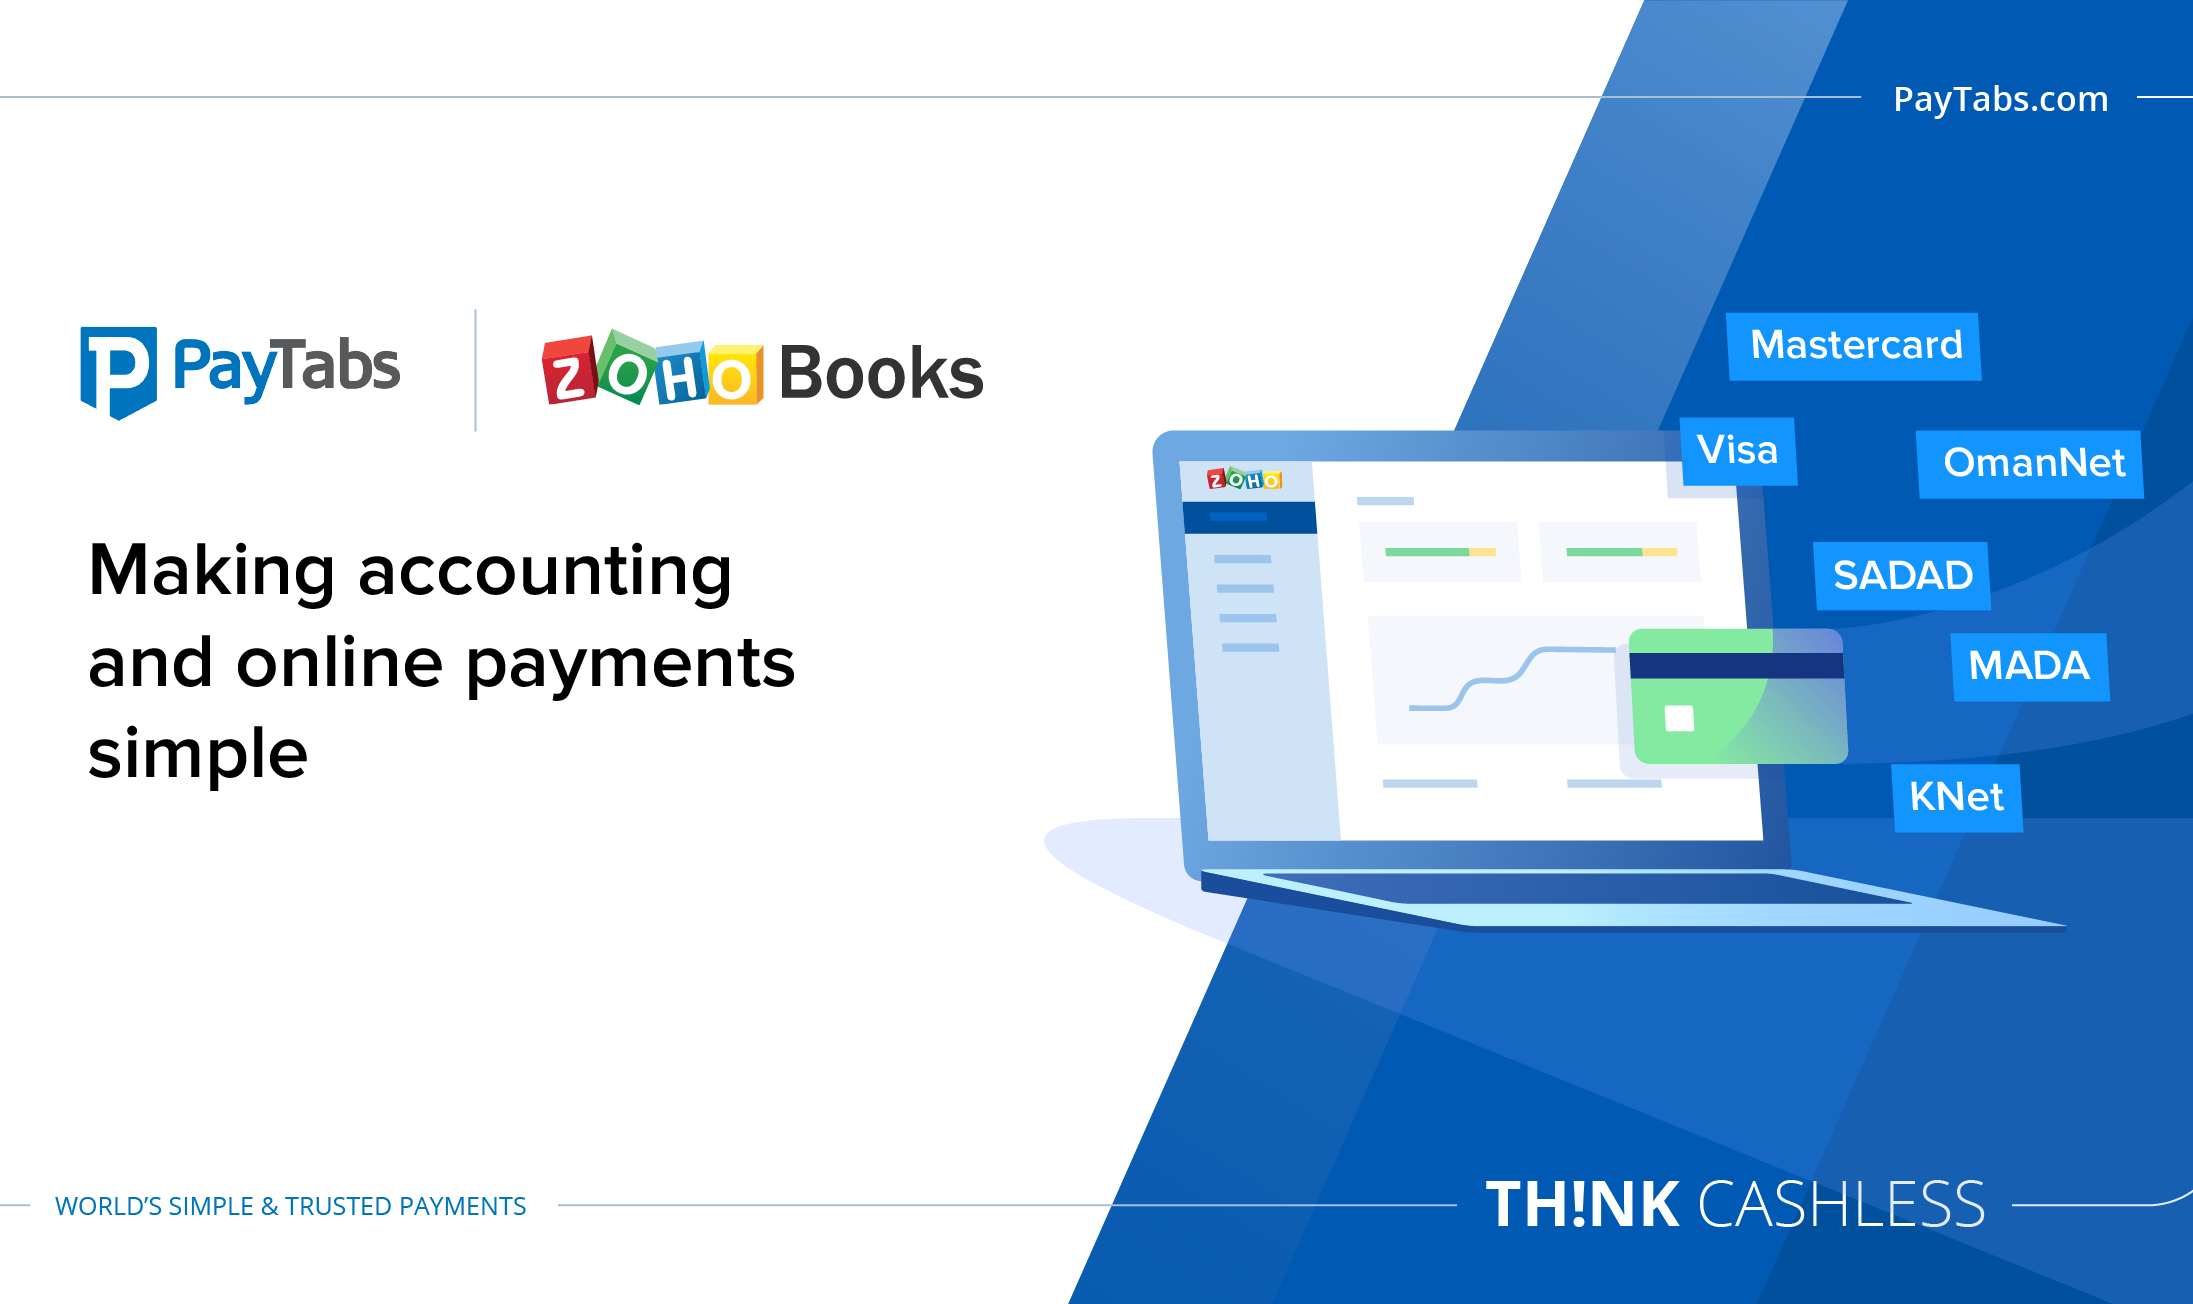 PayTabs.com
PayTabs
ZOHO Books
Making accounting
and online payments
simple
ZOHO
Mastercard
Visa
OmanNet
SADAD
MADA
KNet
WORLD'S SIMPLE & TRUSTED PAYMENTS
TH!NK CASHLESS